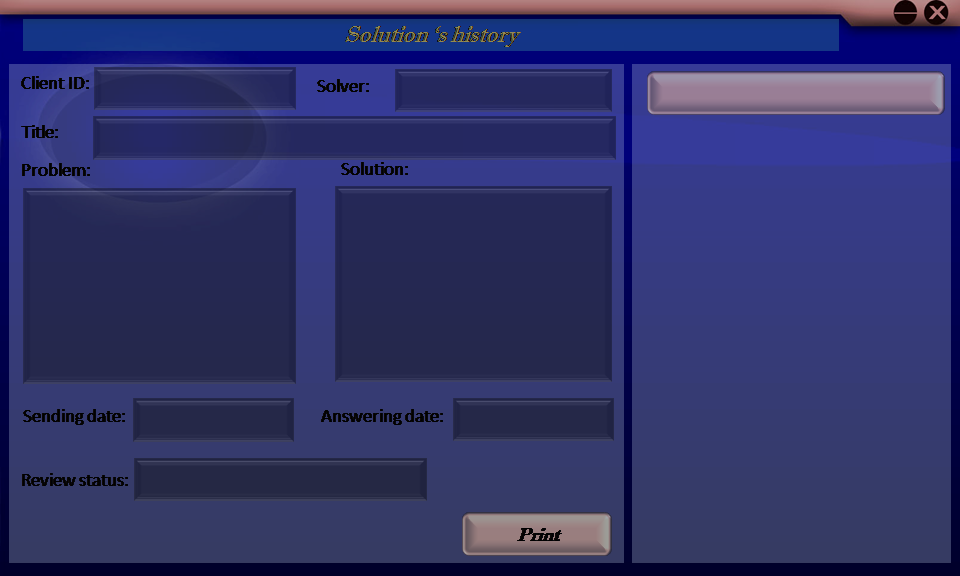 Solution ‘s history
Client ID:
Solver:
Title:
Problem:
Solution:
Sending date:
Answering date:
Review status:
Print